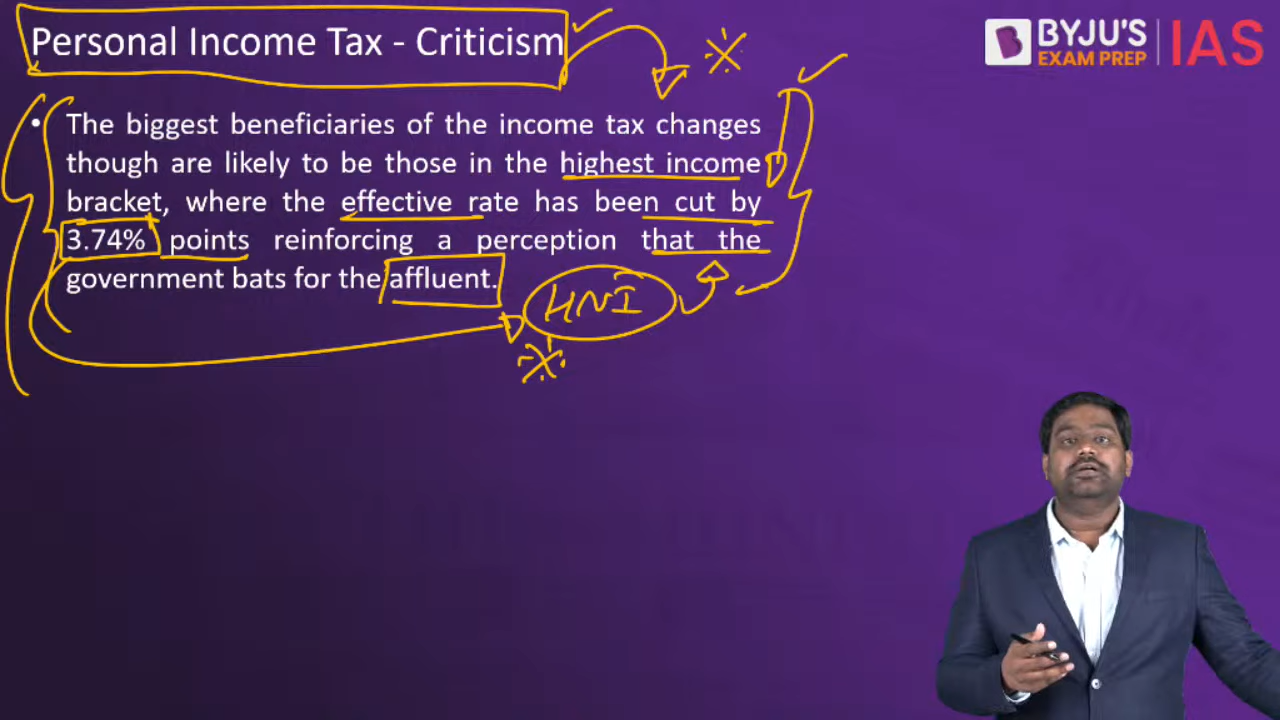 Personal Income Tax - Criticism
BYJU'S
EXAM PREP
IAS
• The biggest beneficiaries of the income tax changes
though are likely to be those in the highest income
bracket, where the effective rate has been cut by
3.74% points reinforcing a perception that the
government bats for the affluent.
HNI